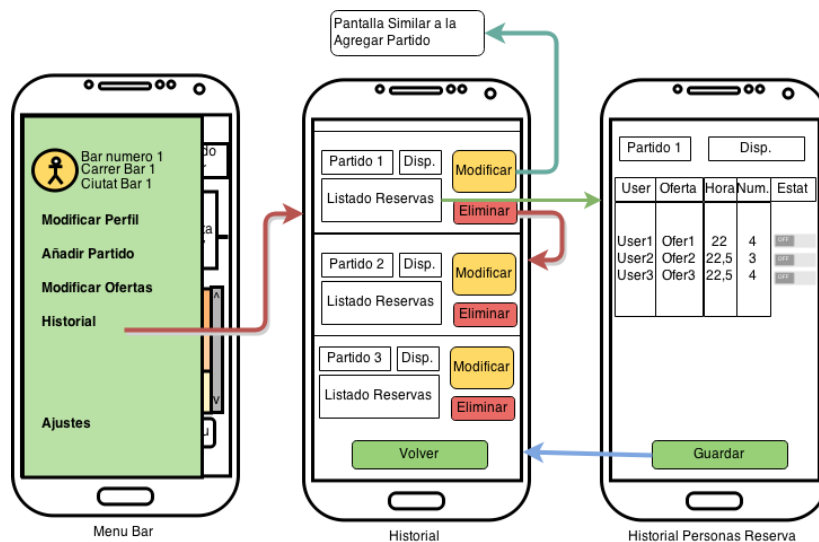 Pantalla Similar a la
Agregar Partido
Bar numero 1
Carrer Bar 1
Ciutat Bar 1
Modificar Perfil
Añadir Partido
Modificar Ofertas
Historial
Ajustes
Menu Bar
Partido 1 Disp. Modificar
Listado Reservas
Eliminar
Partido 2 Disp. Modificar
Listado Reservas
Eliminar
Partido 3 Disp. Modificar
Listado Reservas
Eliminar
Volver
Historial
Partido 1 Disp.
User Oferta Hora Num. Estat
User1 Ofer1 22 4 OFF
User2 Ofer2 22,5 3 OFF
User3 Ofer3 22,5 4 OFF
Guardar
Historial Personas Reserva